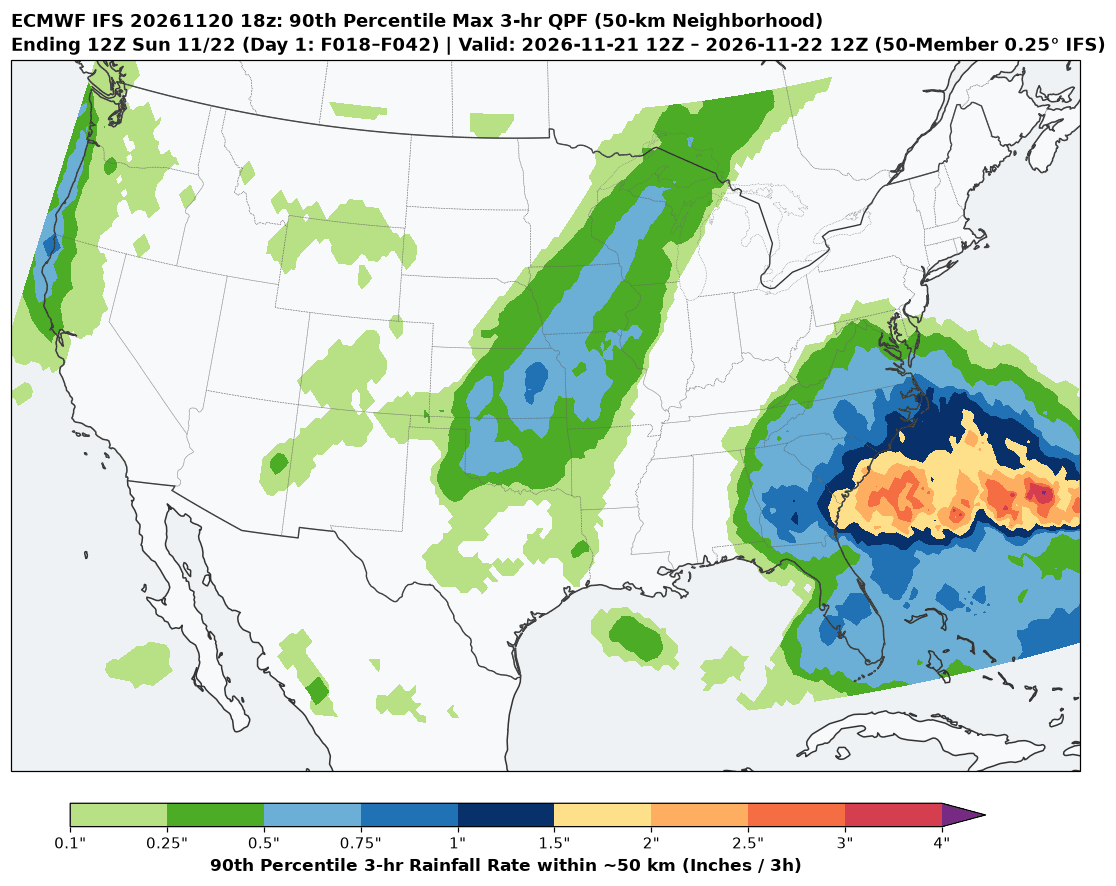 ECMWF IFS 20261120 18z: 90th Percentile Max 3-hr QPF (50-km Neighborhood)
Ending 12Z Sun 11/22 (Day 1: F018–F042) | Valid: 2026-11-21 12Z – 2026-11-22 12Z (50-Member 0.25° IFS)
0.1" 0.25" 0.5" 0.75" 1" 1.5" 2" 2.5" 3" 4"
90th Percentile 3-hr Rainfall Rate within ~50 km (Inches / 3h)